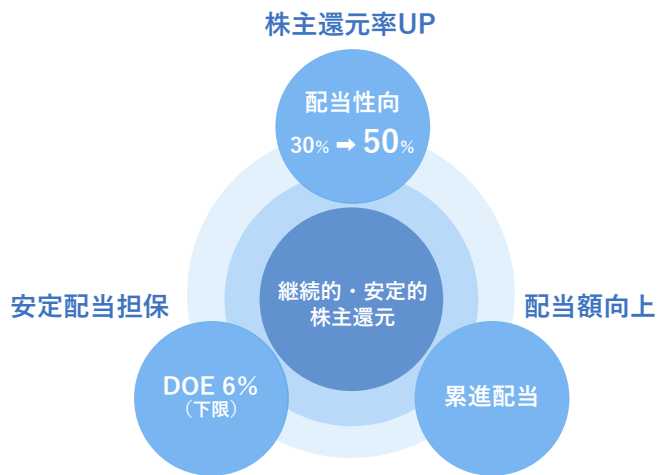 株主還元率UP
配当性向
30% ➡ 50%
継続的・安定的
株主還元
安定配当担保
配当額向上
DOE 6%
（下限）
累進配当